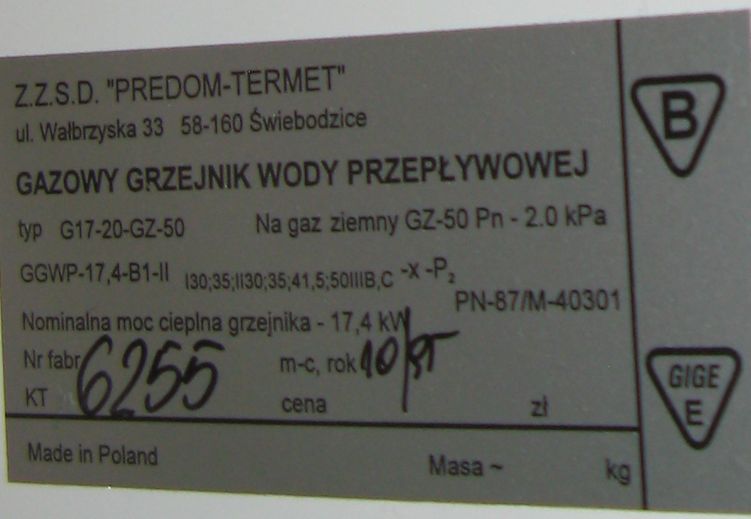 Z.Z.S.D. "PREDOM-TERMET"
ul. Wałbrzyska 33 58-160 Świebodzice
GAZOWY GRZEJNIK WODY PRZEPŁYWOWEJ
typ G17-20-GZ-50 Na gaz ziemny GZ-50 Pn - 2.0 kPa
GGWP-17,4-B1-II I30;35;II30;35;41,5;50IIIB,C -x -P₂
PN-87/M-40301
Nominalna moc cieplna grzejnika - 17,4 kW
Nr fabr 6255 m-c, rok 10/
KT cena zł
Made in Poland Masa ~ kg
B
GIGE
E